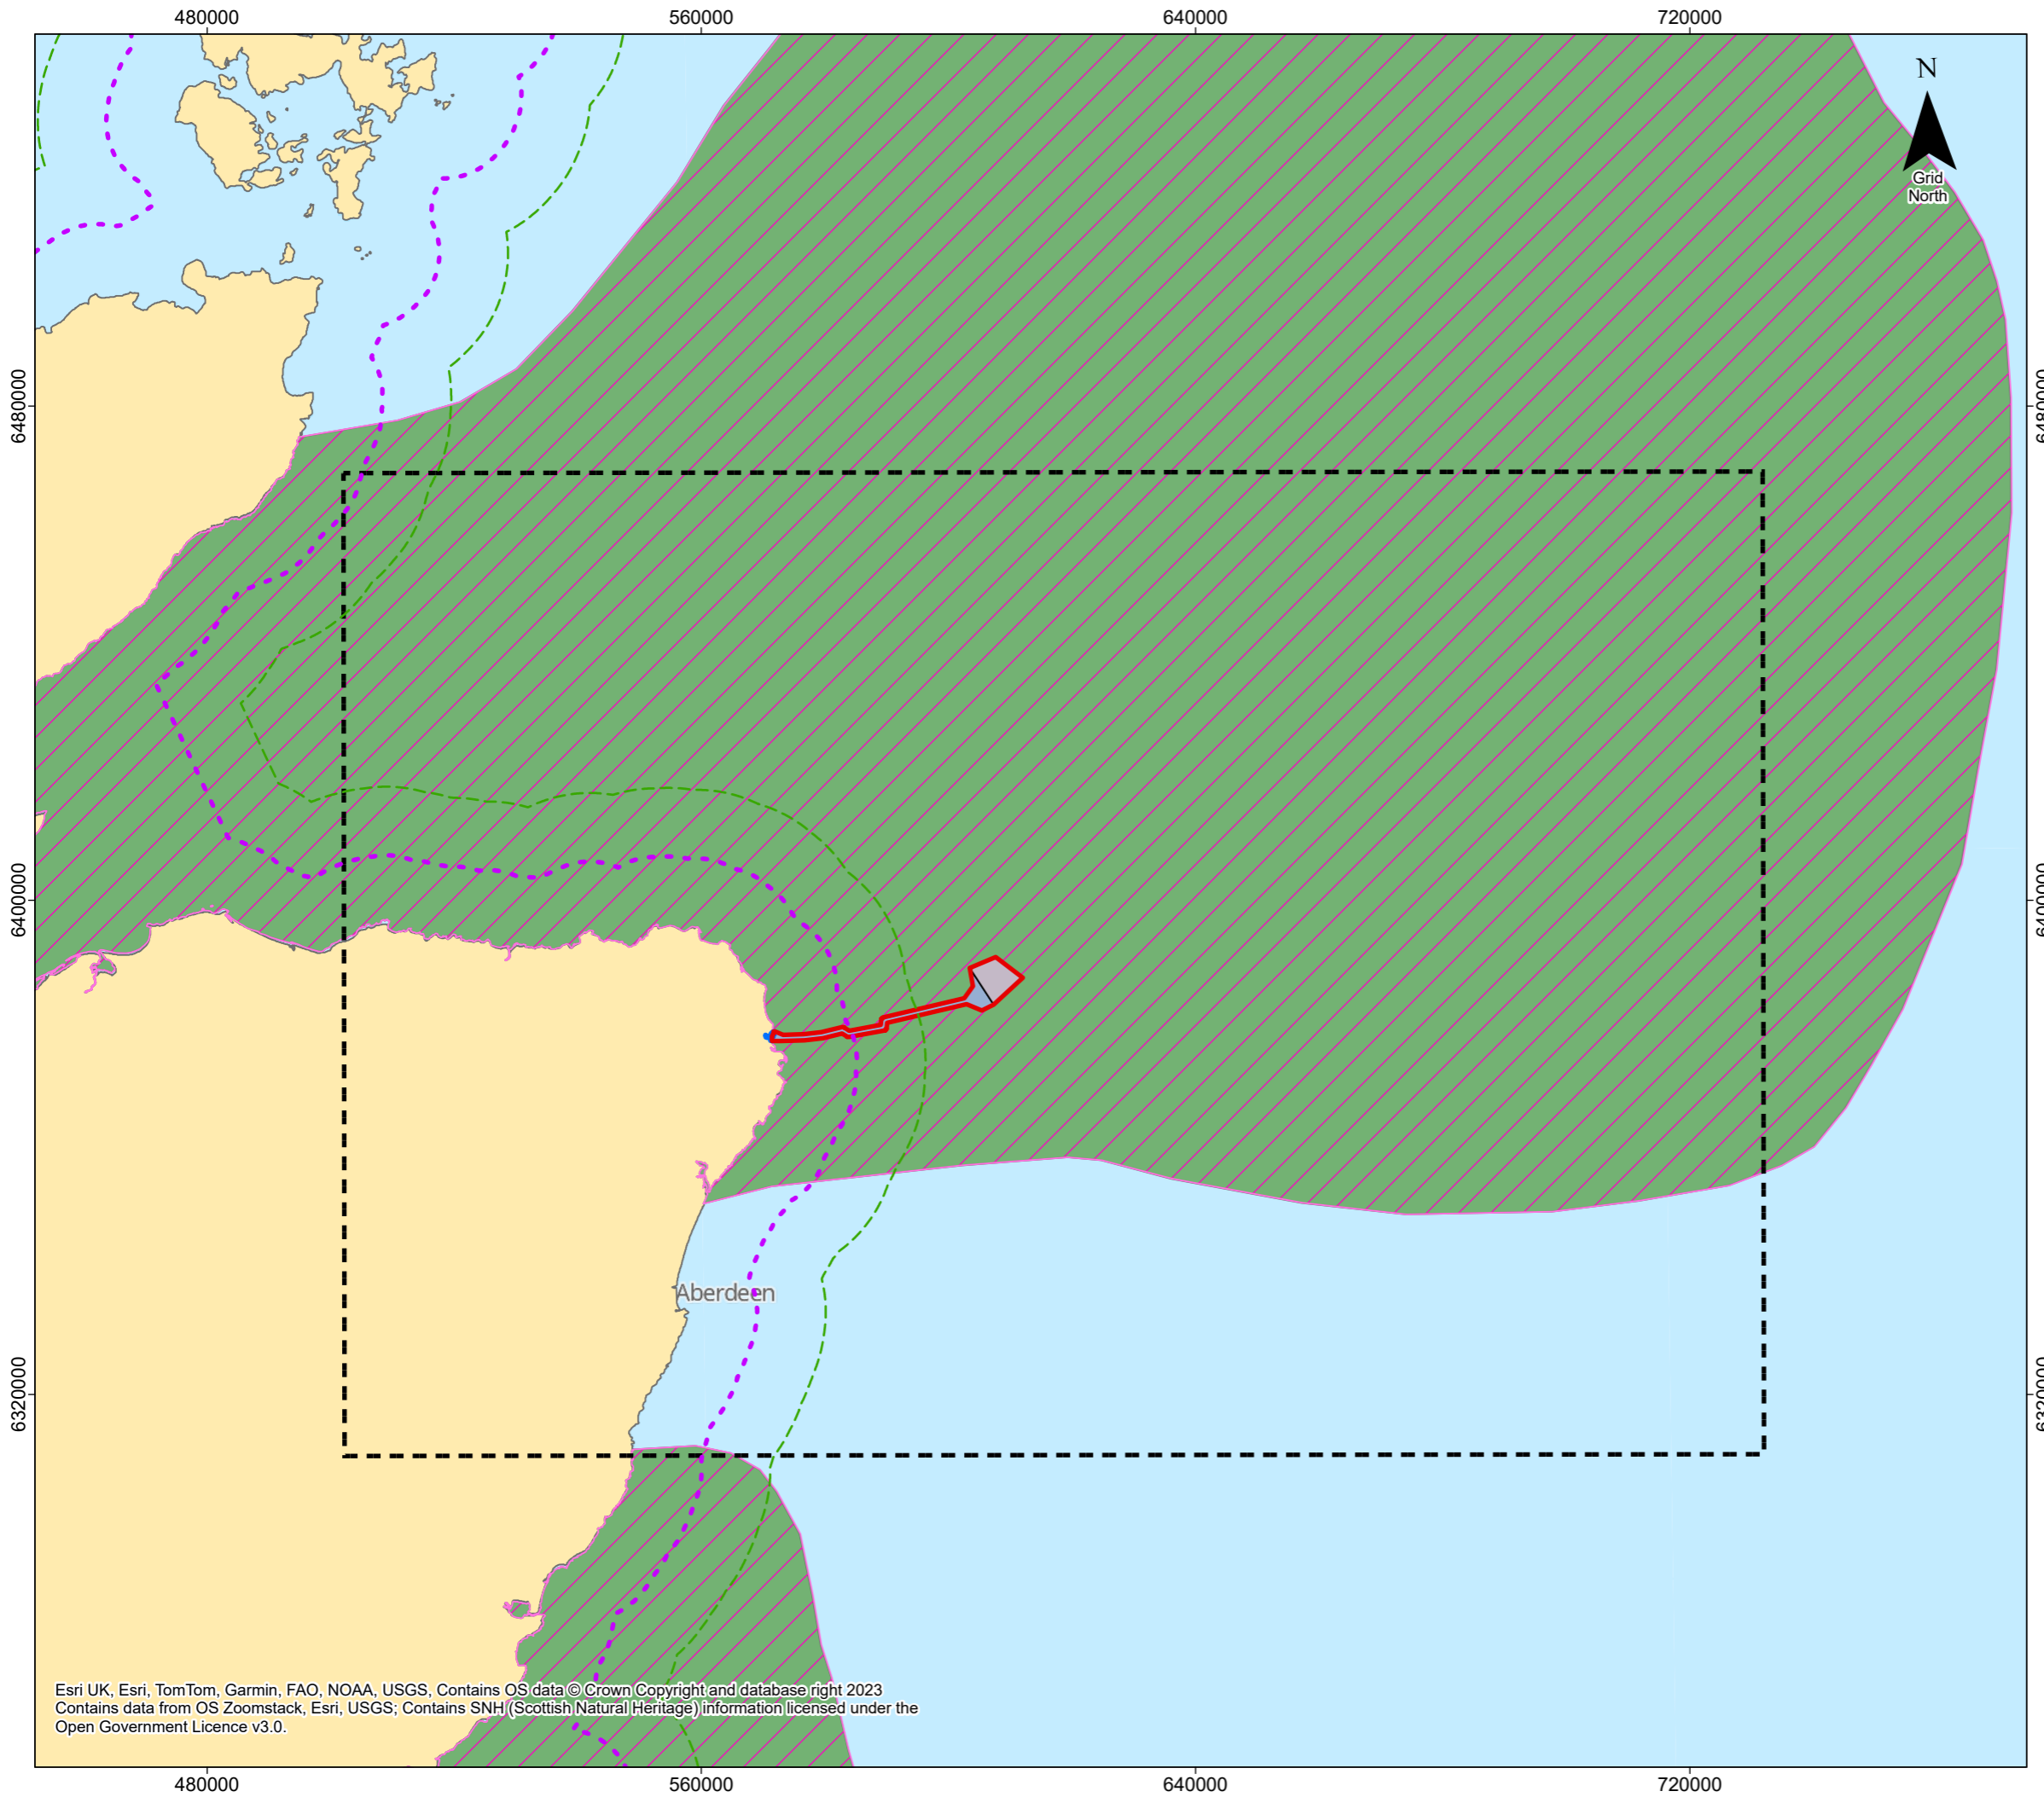 480000
560000
640000
720000
N
Grid
North
6480000
6480000
6400000
6400000
Aberdeen
6320000
6320000
Esri UK, Esri, TomTom, Garmin, FAO, NOAA, USGS, Contains OS data © Crown Copyright and database right 2023
Contains data from OS Zoomstack, Esri, USGS; Contains SNH (Scottish Natural Heritage) information licensed under the
Open Government Licence v3.0.
480000
560000
640000
720000